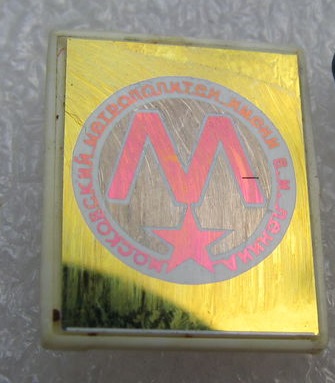 МОСКОВСКИЙ МЕТРОПОЛИТЕН ИМЕНИ В. И. ЛЕНИНА
М